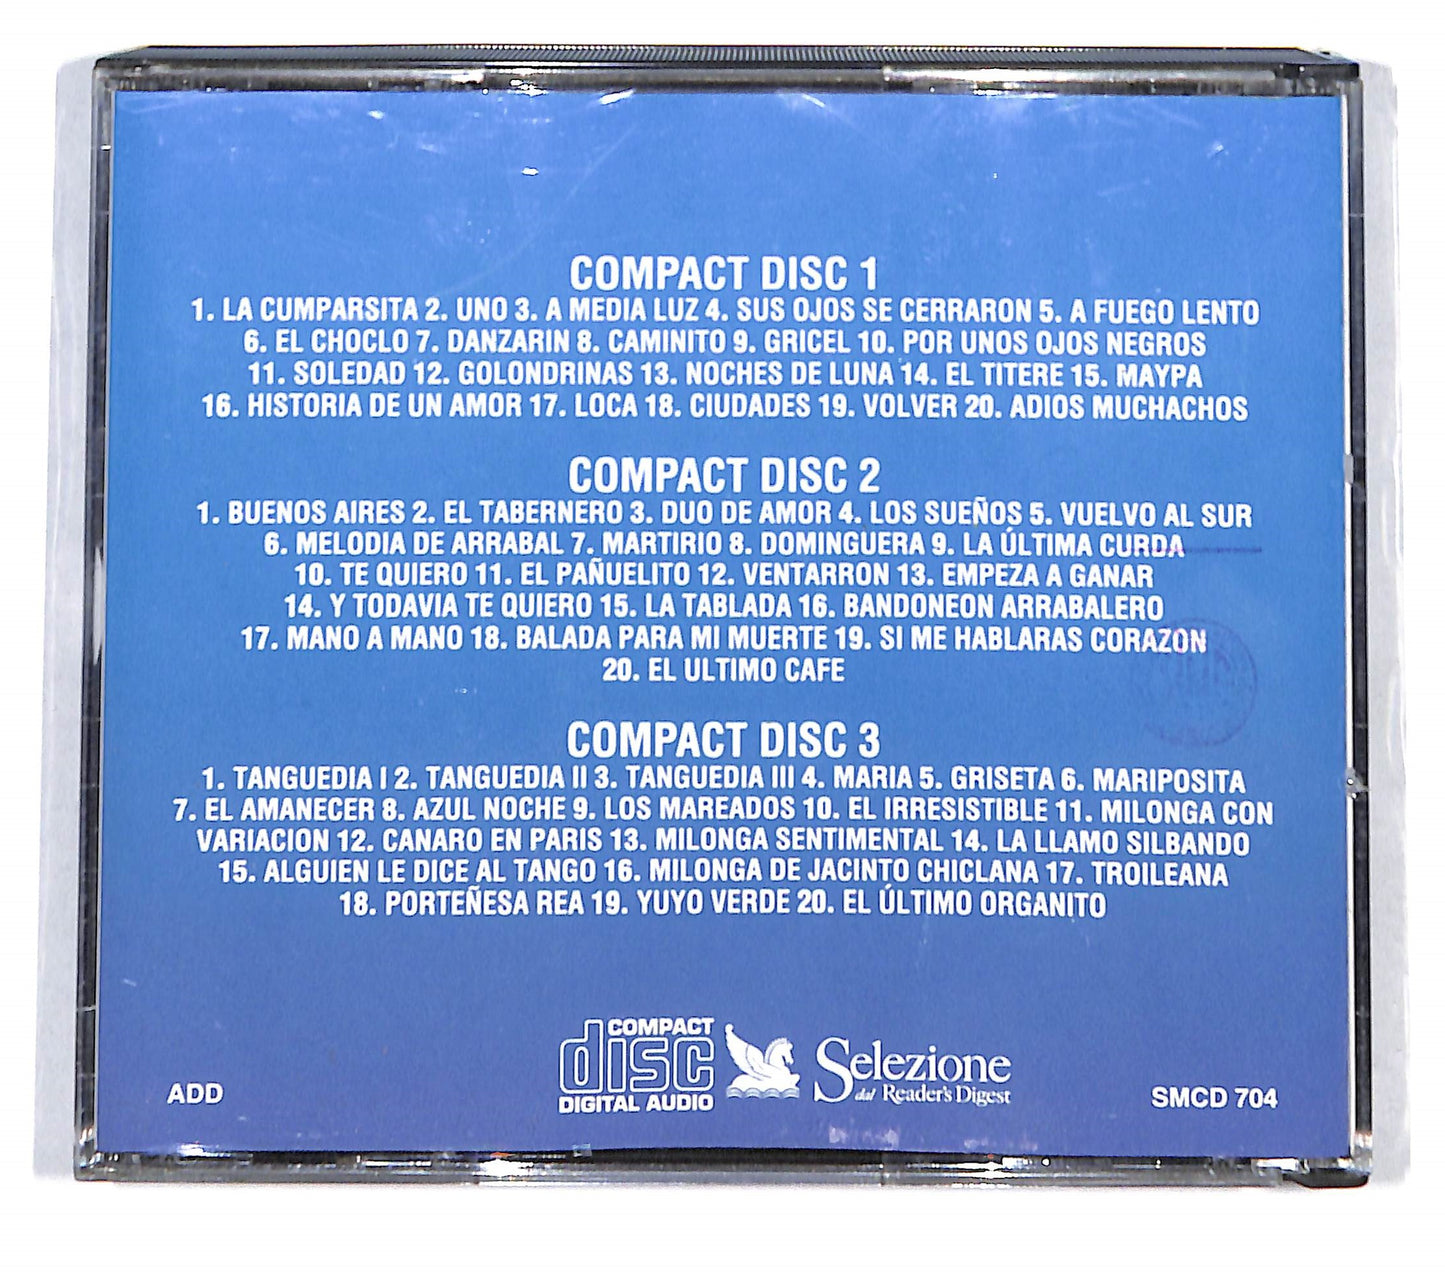 COMPACT DISC 1
1. LA CUMPARSITA 2. UNO 3. A MEDIA LUZ 4. SUS OJOS SE CERRARON 5. A FUEGO LENTO
6. EL CHOCLO 7. DANZARIN 8. CAMINITO 9. GRICEL 10. POR UNOS OJOS NEGROS
11. SOLEDAD 12. GOLONDRINAS 13. NOCHES DE LUNA 14. EL TITERE 15. MAYPA
16. HISTORIA DE UN AMOR 17. LOCA 18. CIUDADES 19. VOLVER 20. ADIOS MUCHACHOS
COMPACT DISC 2
1. BUENOS AIRES 2. EL TABERNERO 3. DUO DE AMOR 4. LOS SUEÑOS 5. VUELVO AL SUR
6. MELODIA DE ARRABAL 7. MARTIRIO 8. DOMINGUERA 9. LA ÚLTIMA CURDA
10. TE QUIERO 11. EL PAÑUELITO 12. VENTARRON 13. EMPEZA A GANAR
14. Y TODAVIA TE QUIERO 15. LA TABLADA 16. BANDONEON ARRABALERO
17. MANO A MANO 18. BALADA PARA MI MUERTE 19. SI ME HABLARAS CORAZON
20. EL ULTIMO CAFE
COMPACT DISC 3
1. TANGUEDIA I 2. TANGUEDIA II 3. TANGUEDIA III 4. MARIA 5. GRISETA 6. MARIPOSITA
7. EL AMANECER 8. AZUL NOCHE 9. LOS MAREADOS 10. EL IRRESISTIBLE 11. MILONGA CON
VARIACION 12. CANARO EN PARIS 13. MILONGA SENTIMENTAL 14. LA LLAMO SILBANDO
15. ALGUIEN LE DICE AL TANGO 16. MILONGA DE JACINTO CHICLANA 17. TROILEANA
18. PORTEÑESA REA 19. YUYO VERDE 20. EL ÚLTIMO ORGANITO
ADD
COMPACT
disc
DIGITAL AUDIO
Selezione
dal Reader's Digest
SMCD 704